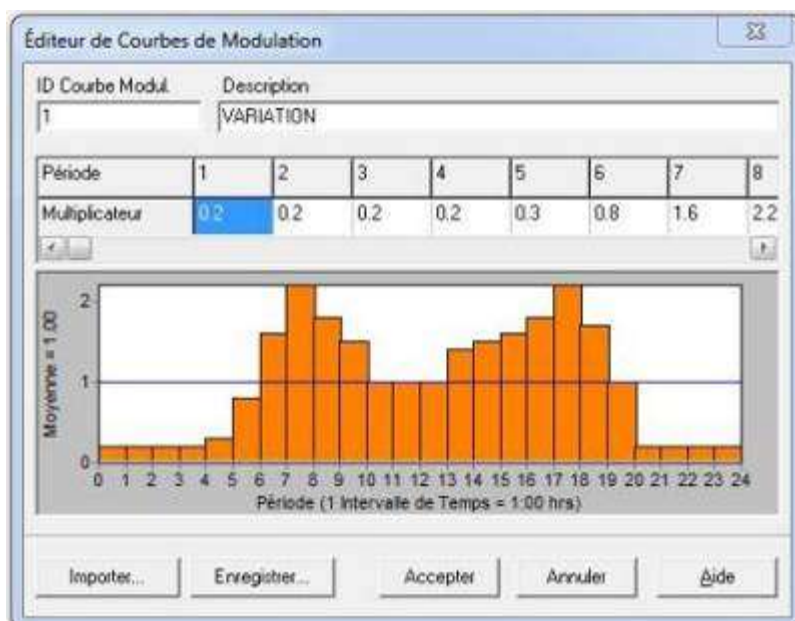 Éditeur de Courbes de Modulation
ID Courbe Modul. Description
1 VARIATION
Période 1 2 3 4 5 6 7 8
Multiplicateur 0.2 0.2 0.2 0.2 0.3 0.8 1.6 2.2
2
1
0
Moyenne = 1.00
0 1 2 3 4 5 6 7 8 9 10 11 12 13 14 15 16 17 18 19 20 21 22 23 24
Période (1 Intervalle de Temps = 1:00 hrs)
Importer... Enregistrer... Accepter Annuler Aide